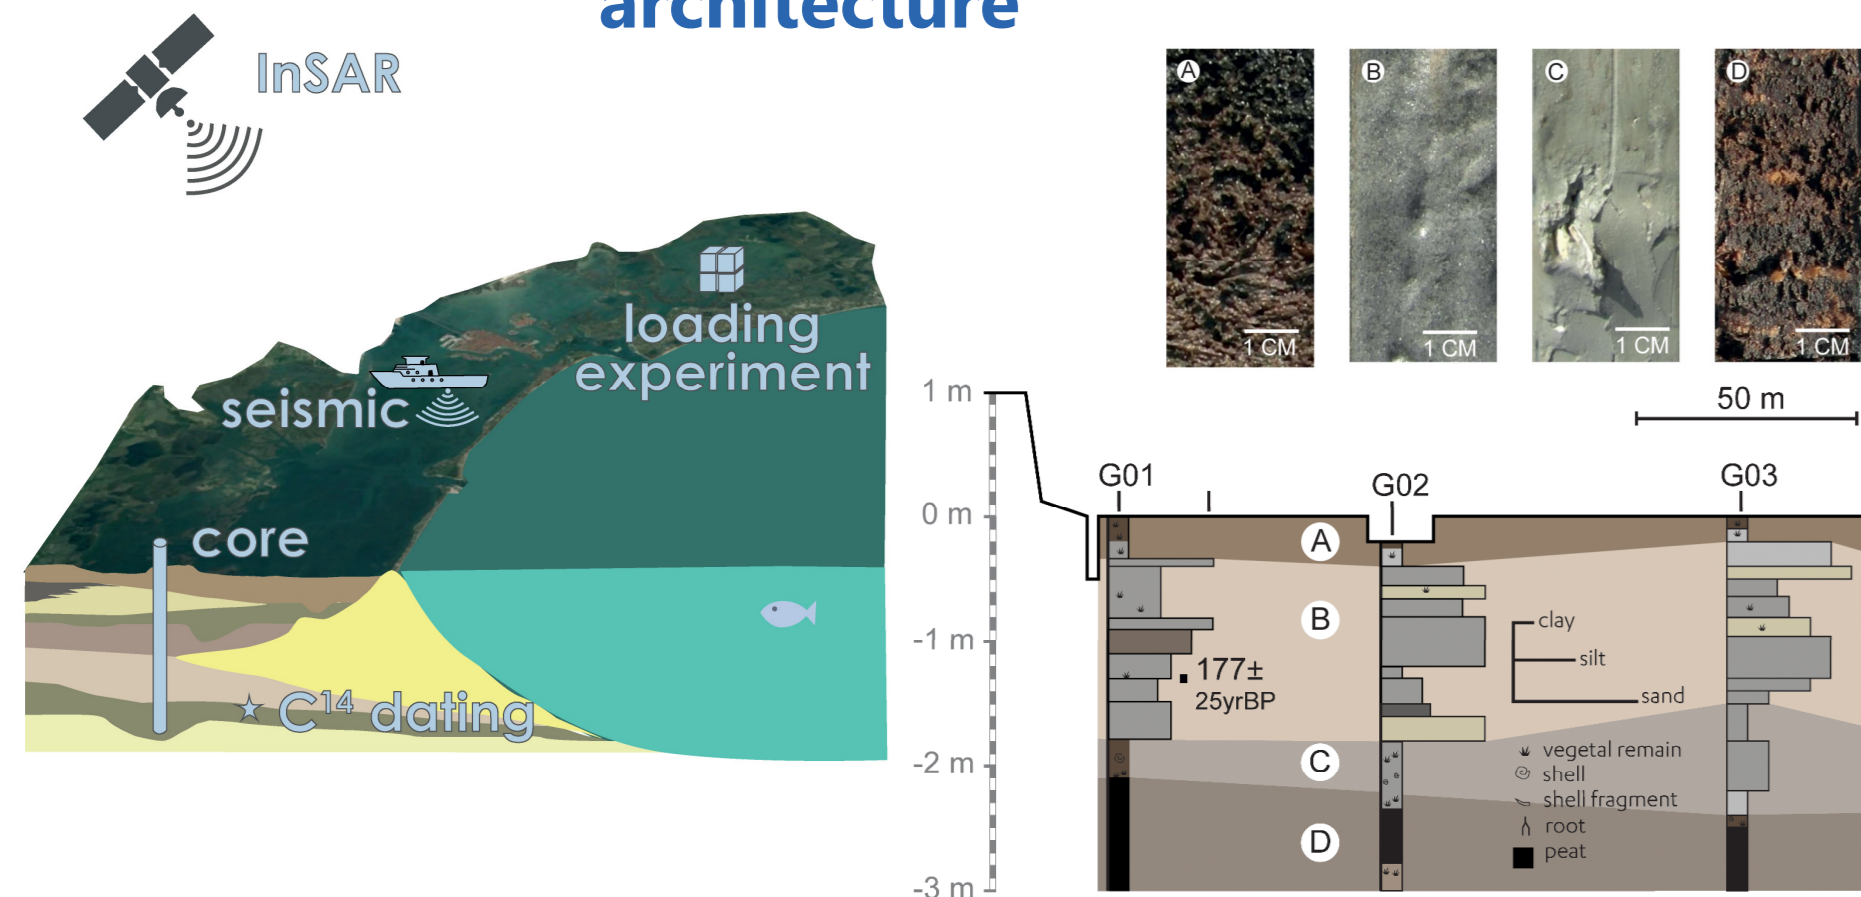 architecture
InSAR
loading
experiment
seismic
core
C¹⁴ dating
A
B
C
D
1 CM
1 CM
1 CM
1 CM
50 m
1 m
0 m
-1 m
-2 m
-3 m
G01
G02
G03
A
B
C
D
177±
25yrBP
clay
silt
sand
vegetal remain
shell
shell fragment
root
peat